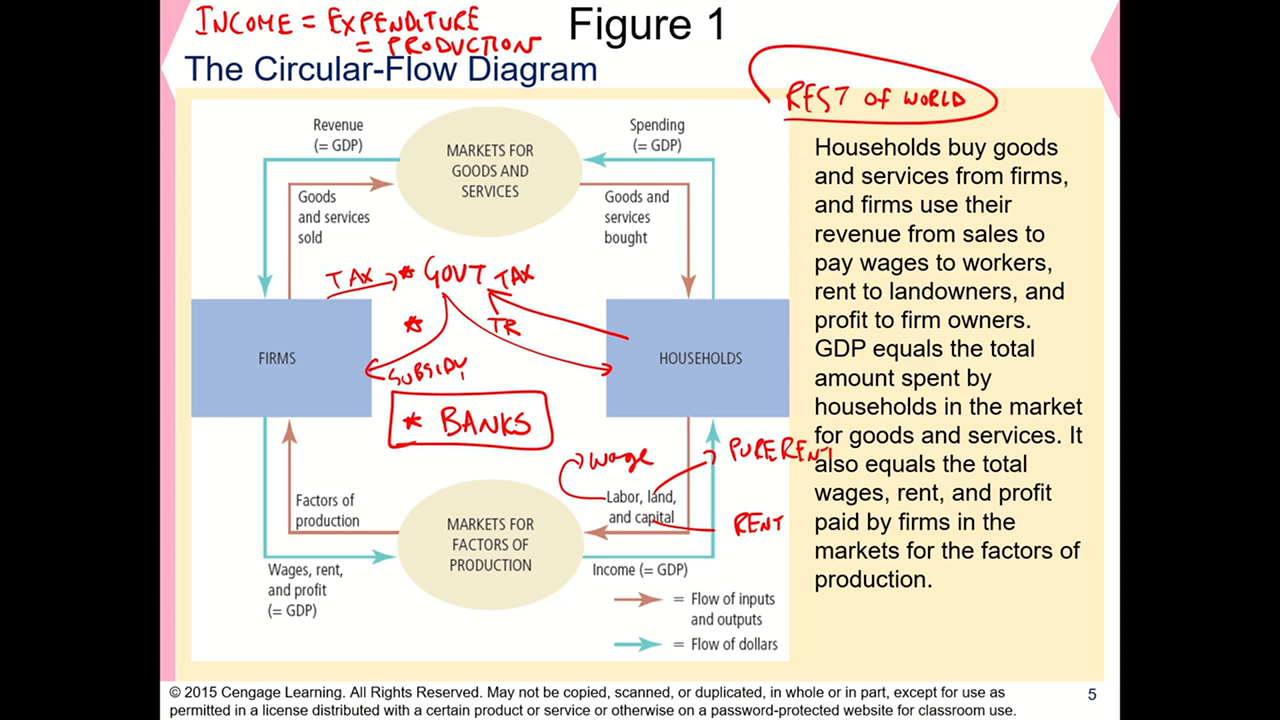 INCOME = EXPENDITURE
= PRODUCTION
Figure 1
The Circular-Flow Diagram
REST OF WORLD
Revenue
(= GDP)
MARKETS FOR
GOODS AND
SERVICES
Spending
(= GDP)
Goods
and services
sold
Goods and
services
bought
TAX * GOVT TAX
* TR
FIRMS
HOUSEHOLDS
SUBSIDY
* BANKS
wage
PURE RENT
Labor, land,
and capital
RENT
Factors of
production
MARKETS FOR
FACTORS OF
PRODUCTION
Wages, rent,
and profit
(= GDP)
Income (= GDP)
= Flow of inputs
and outputs
= Flow of dollars
Households buy goods
and services from firms,
and firms use their
revenue from sales to
pay wages to workers,
rent to landowners, and
profit to firm owners.
GDP equals the total
amount spent by
households in the market
for goods and services. It
also equals the total
wages, rent, and profit
paid by firms in the
markets for the factors of
production.
© 2015 Cengage Learning. All Rights Reserved. May not be copied, scanned, or duplicated, in whole or in part, except for use as
permitted in a license distributed with a certain product or service or otherwise on a password-protected website for classroom use.
5